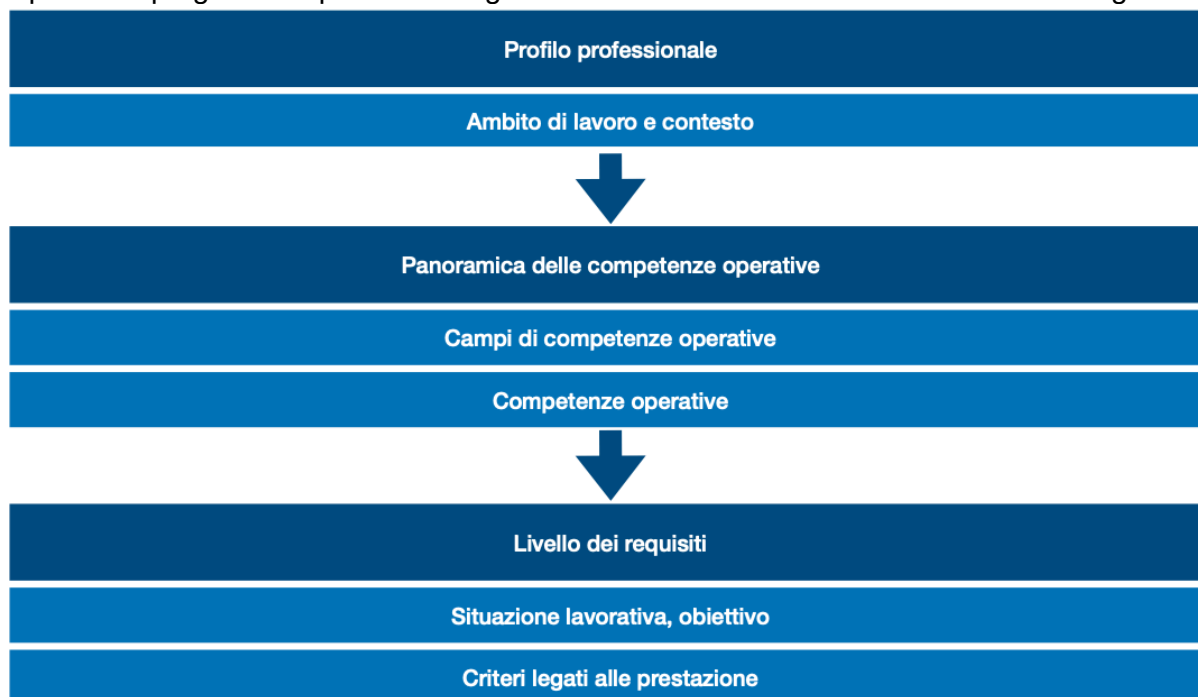 Profilo professionale
Ambito di lavoro e contesto
Panoramica delle competenze operative
Campi di competenze operative
Competenze operative
Livello dei requisiti
Situazione lavorativa, obiettivo
Criteri legati alle prestazione